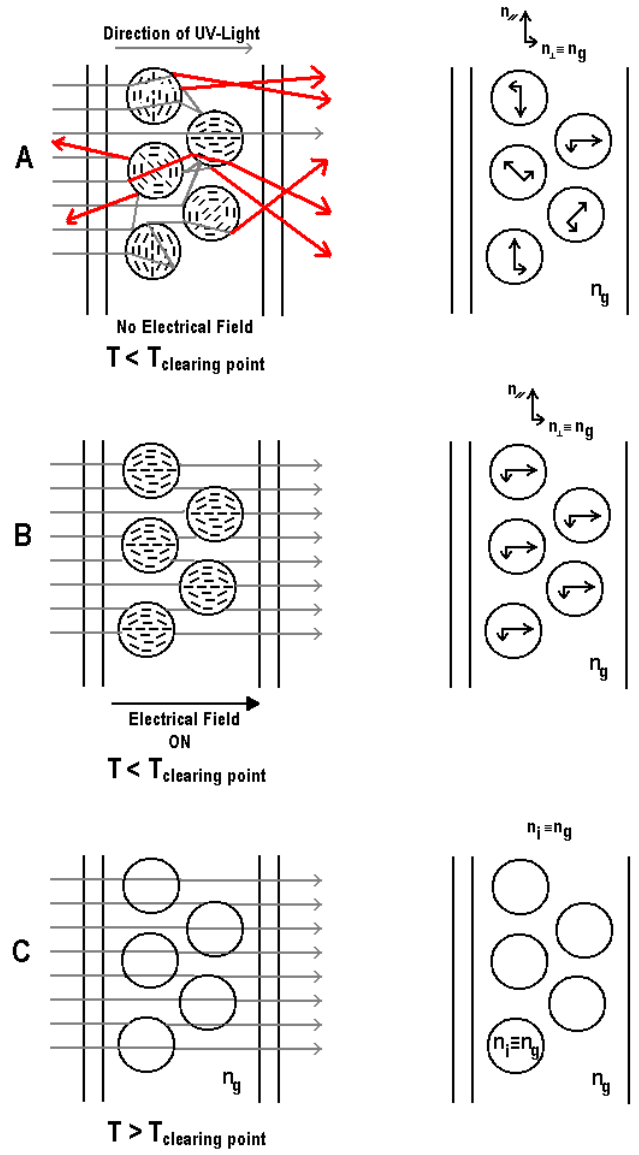 Direction of UV-Light
n//
n⊥≡ng
A
ng
No Electrical Field
T < Tclearing point
n//
n⊥≡ng
B
ng
Electrical Field
ON
T < Tclearing point
ni≡ng
C
ng
ni≡ng
ng
T > Tclearing point